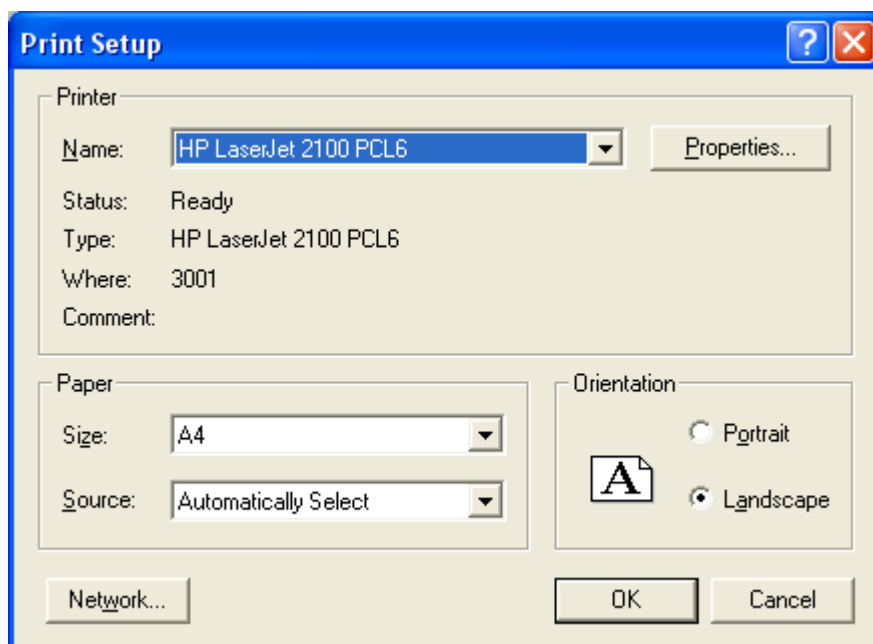 Print Setup
Printer
Name: HP LaserJet 2100 PCL6 Properties...
Status: Ready
Type: HP LaserJet 2100 PCL6
Where: 3001
Comment:
Paper
Size: A4
Source: Automatically Select
Orientation
A
Portrait
Landscape
Network... OK Cancel